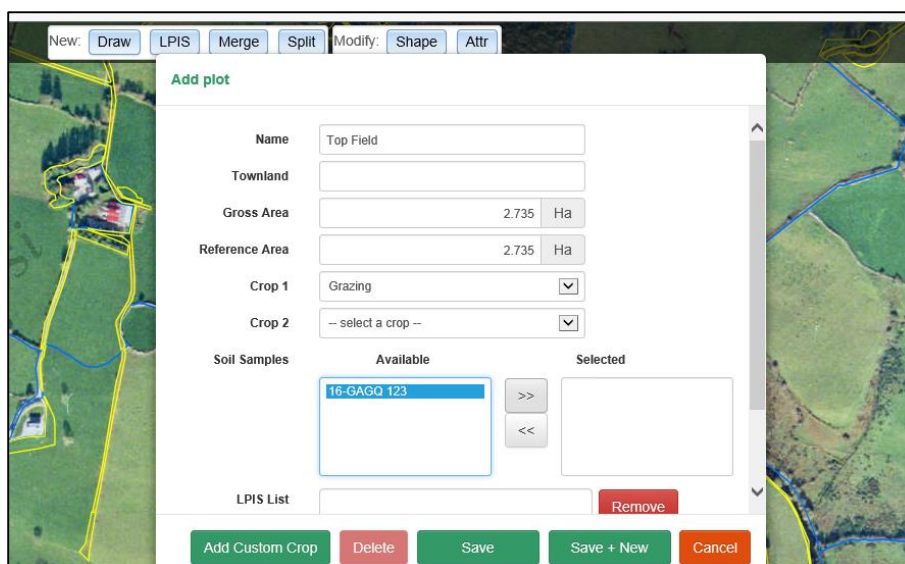 New: Draw LPIS Merge Split Modify: Shape Attr
Add plot
Name Top Field
Townland
Gross Area 2.735 Ha
Reference Area 2.735 Ha
Crop 1 Grazing
Crop 2 -- select a crop --
Soil Samples Available Selected
16-GAGQ 123 >>
<<
LPIS List Remove
Add Custom Crop Delete Save Save + New Cancel